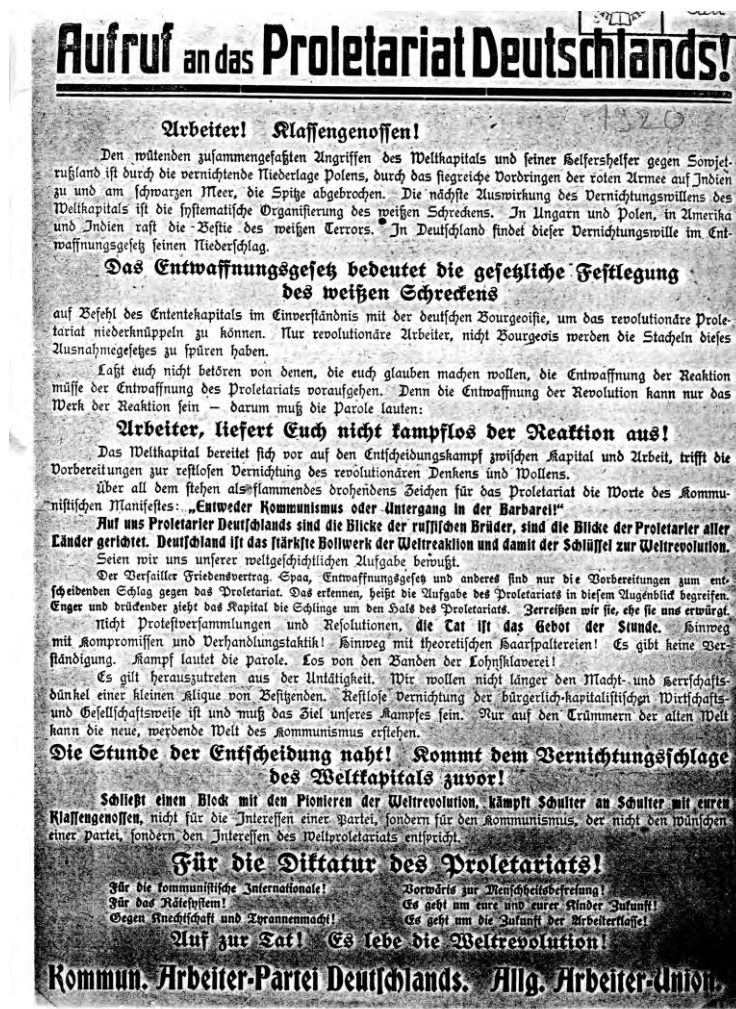 Aufruf an das Proletariat Deutschlands!
1920
Arbeiter! Klassengenossen!
Den wütenden zusammengefaßten Angriffen des Weltkapitals und seiner Helfershelfer gegen Sowjet-
rußland ist durch die vernichtende Niederlage Polens, durch das siegreiche Vordringen der roten Armee auf Indien
zu und am schwarzen Meer, die Spitze abgebrochen. Die nächste Auswirkung des Vernichtungswillens des
Weltkapitals ist die systematische Organisierung des weißen Schreckens. In Ungarn und Polen, in Amerika
und Indien rast die Bestie des weißen Terrors. In Deutschland findet dieser Vernichtungswille im Ent-
waffnungsgesetz seinen Niederschlag.
Das Entwaffnungsgesetz bedeutet die gesetzliche Festlegung
des weißen Schreckens
auf Befehl des Ententekapitals im Einverständnis mit der deutschen Bourgeoisie, um das revolutionäre Prole-
tariat niederknüppeln zu können. Nur revolutionäre Arbeiter, nicht Bourgeois werden die Stacheln dieses
Ausnahmegesetzes zu spüren haben.
Laßt euch nicht betören von denen, die euch glauben machen wollen, die Entwaffnung der Reaktion
müsse der Entwaffnung des Proletariats voraufgehen. Denn die Entwaffnung der Revolution kann nur das
Werk der Reaktion sein — darum muß die Parole lauten:
Arbeiter, liefert Euch nicht kampflos der Reaktion aus!
Das Weltkapital bereitet sich vor auf den Entscheidungskampf zwischen Kapital und Arbeit, trifft die
Vorbereitungen zur restlosen Vernichtung des revolutionären Denkens und Wollens.
Über all dem stehen als flammendes drohendens Zeichen für das Proletariat die Worte des Kommu-
nistischen Manifestes: „Entweder Kommunismus oder Untergang in der Barbarei!"
Auf uns Proletarier Deutschlands sind die Blicke der russischen Brüder, sind die Blicke der Proletarier aller
Länder gerichtet. Deutschland ist das stärkste Bollwerk der Weltreaktion und damit der Schlüssel zur Weltrevolution.
Seien wir uns unserer weltgeschichtlichen Aufgabe bewußt.
Der Versailler Friedensvertrag. Spaa, Entwaffnungsgesetz und anderes sind nur die Vorbereitungen zum ent-
scheidenden Schlag gegen das Proletariat. Das erkennen, heißt die Aufgabe des Proletariats in diesem Augenblick begreifen.
Enger und drückender zieht das Kapital die Schlinge um den Hals des Proletariats. Zerreißen wir sie, ehe sie uns erwürgt.
Nicht Protestversammlungen und Resolutionen, die Tat ist das Gebot der Stunde. Hinweg
mit Kompromissen und Verhandlungstaktik! Hinweg mit theoretischen Haarspaltereien! Es gibt keine Ver-
ständigung. Kampf lautet die Parole. Los von den Banden der Lohnsklaverei!
Es gilt herauszutreten aus der Untätigkeit. Wir wollen nicht länger den Macht- und Herrschafts-
dünkel einer kleinen Klique von Besitzenden. Restlose Vernichtung der bürgerlich-kapitalistischen Wirtschafts-
und Gesellschaftsweise ist und muß das Ziel unseres Kampfes sein. Nur auf den Trümmern der alten Welt
kann die neue, werdende Welt des Kommunismus erstehen.
Die Stunde der Entscheidung naht! Kommt dem Vernichtungsschlage
des Weltkapitals zuvor!
Schließt einen Block mit den Pionieren der Weltrevolution, kämpft Schulter an Schulter mit euren
Klassengenossen, nicht für die Interessen einer Partei, sondern für den Kommunismus, der nicht den Wünschen
einer Partei, sondern den Interessen des Weltproletariats entspricht.
Für die Diktatur des Proletariats!
Für die kommunistische Internationale!
Für das Rätesystem!
Gegen Knechtschaft und Tyrannenmacht!
Vorwärts zur Menschheitsbefreiung!
Es geht um eure und eurer Kinder Zukunft!
Es geht um die Zukunft der Arbeiterklasse!
Auf zur Tat! Es lebe die Weltrevolution!
Kommun. Arbeiter-Partei Deutschlands. Allg. Arbeiter-Union.